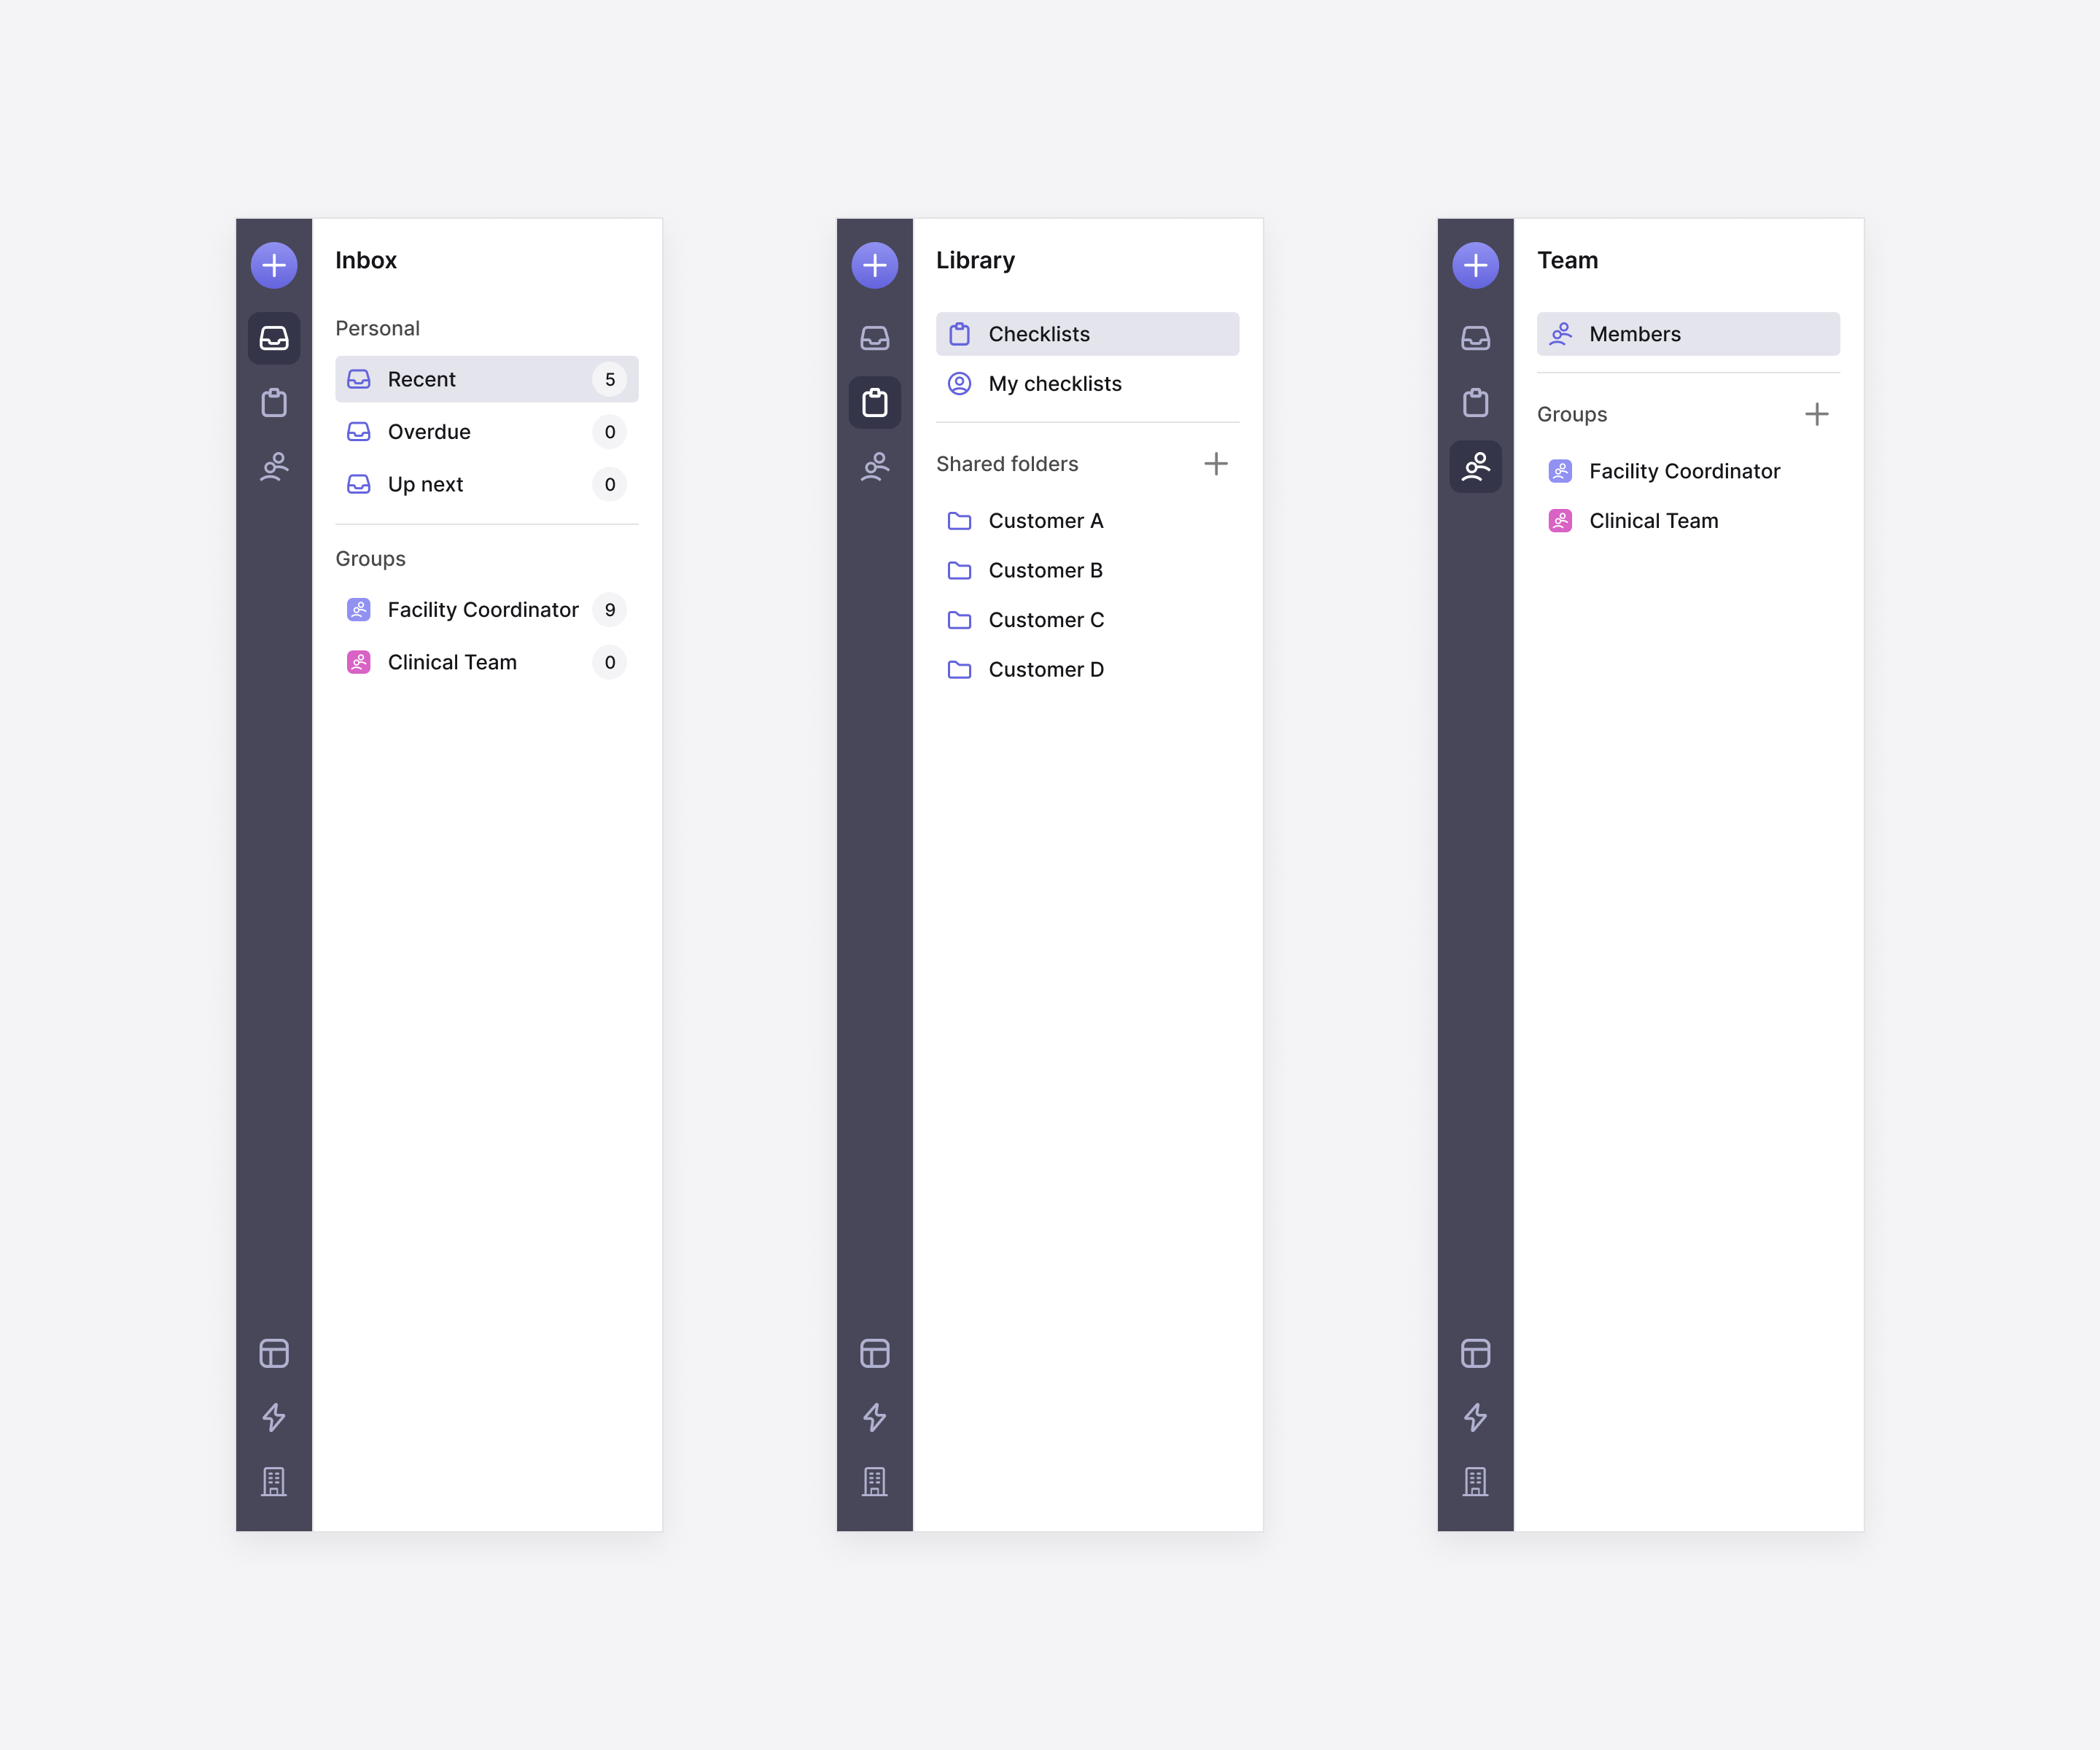 Inbox
Personal
Recent 5
Overdue 0
Up next 0
Groups
Facility Coordinator 9
Clinical Team 0
Library
Checklists
My checklists
Shared folders
Customer A
Customer B
Customer C
Customer D
Team
Members
Groups
Facility Coordinator
Clinical Team